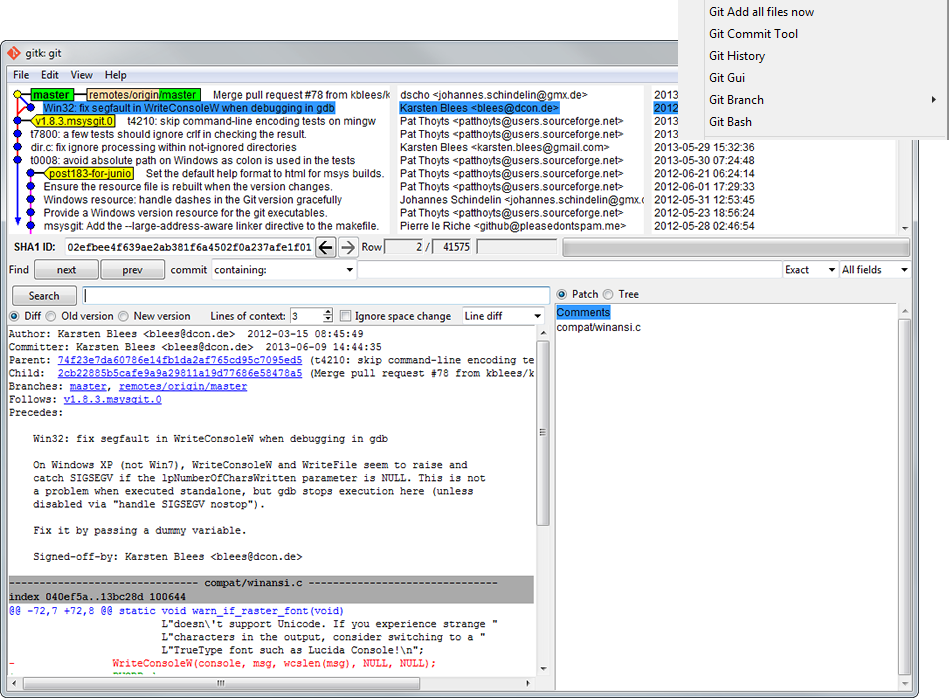 Git Add all files now
Git Commit Tool
Git History
Git Gui
Git Branch
Git Bash
gitk: git
File Edit View Help
master remotes/origin/master Merge pull request #78 from kblees/k dscho <johannes.schindelin@gmx.de> 2013
Win32: fix segfault in WriteConsoleW when debugging in gdb Karsten Blees <blees@dcon.de> 2012
v1.8.3.msysgit.0 t4210: skip command-line encoding tests on mingw Pat Thoyts <patthoyts@users.sourceforge.net> 2013
t7800: a few tests should ignore crlf in checking the result. Pat Thoyts <patthoyts@users.sourceforge.net> 2013
dir.c: fix ignore processing within not-ignored directories Karsten Blees <karsten.blees@gmail.com> 2013-05-29 15:32:36
t0008: avoid absolute path on Windows as colon is used in the tests Pat Thoyts <patthoyts@users.sourceforge.net> 2013-05-30 07:24:48
post183-for-junio Set the default help format to html for msys builds. Pat Thoyts <patthoyts@users.sourceforge.net> 2013-05-21 06:24:14
Ensure the resource file is rebuilt when the version changes. Pat Thoyts <patthoyts@users.sourceforge.net> 2013-06-01 17:29:33
Windows resource: handle dashes in the Git version gracefully Johannes Schindelin <johannes.schindelin@gmx.c 2013-05-31 12:53:45
Provide a Windows version resource for the git executables. Pat Thoyts <patthoyts@users.sourceforge.net> 2013-05-23 18:56:24
msysgit: Add the --large-address-aware linker directive to the makefile. Pierre le Riche <github@pleasedontspam.me> 2013-05-28 02:46:54
SHA1 ID: 02efbee4f639ae2ab381f6a4502f0a237afe1f01 Row 2 / 41575
Find next prev commit containing: Exact All fields
Search
Patch Tree
Diff Old version New version Lines of context: 3 Ignore space change Line diff
Comments
compat/winansi.c
Author: Karsten Blees <blees@dcon.de> 2012-03-15 08:45:49
Committer: Karsten Blees <blees@dcon.de> 2013-06-09 14:44:35
Parent: 74f23e7da60786e14fb1da2af765cd95c7095ed5 (t4210: skip command-line encoding te
Child: 2cb22885b5cafe9a9a29811a19d77686e58478a5 (Merge pull request #78 from kblees/k
Branches: master, remotes/origin/master
Follows: v1.8.3.msysgit.0
Precedes:
Win32: fix segfault in WriteConsoleW when debugging in gdb
On Windows XP (not Win7), WriteConsoleW and WriteFile seem to raise and
catch SIGSEGV if the lpNumberOfCharsWritten parameter is NULL. This is not
a problem when executed standalone, but gdb stops execution here (unless
disabled via "handle SIGSEGV nostop").
Fix it by passing a dummy variable.
Signed-off-by: Karsten Blees <blees@dcon.de>
------------------------------ compat/winansi.c ------------------------------
index 040ef5a..13bc28d 100644
@@ -72,7 +72,8 @@ static void warn_if_raster_font(void)
L"doesn\'t support Unicode. If you experience strange "
L"characters in the output, consider switching to a "
L"TrueType font such as Lucida Console!\n";
- WriteConsoleW(console, msg, wcslen(msg), NULL, NULL);